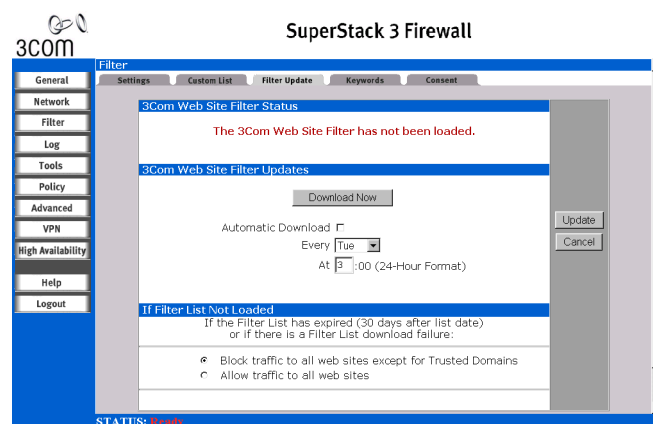 3COM
SuperStack 3 Firewall
Filter
Settings Custom List Filter Update Keywords Consent
General
Network
Filter
Log
Tools
Policy
Advanced
VPN
High Availability
Help
Logout
3Com Web Site Filter Status
The 3Com Web Site Filter has not been loaded.
3Com Web Site Filter Updates
Download Now
Automatic Download
Every Tue
At 3 :00 (24-Hour Format)
If Filter List Not Loaded
If the Filter List has expired (30 days after list date)
or if there is a Filter List download failure:
Block traffic to all web sites except for Trusted Domains
Allow traffic to all web sites
Update
Cancel
STATUS: Ready